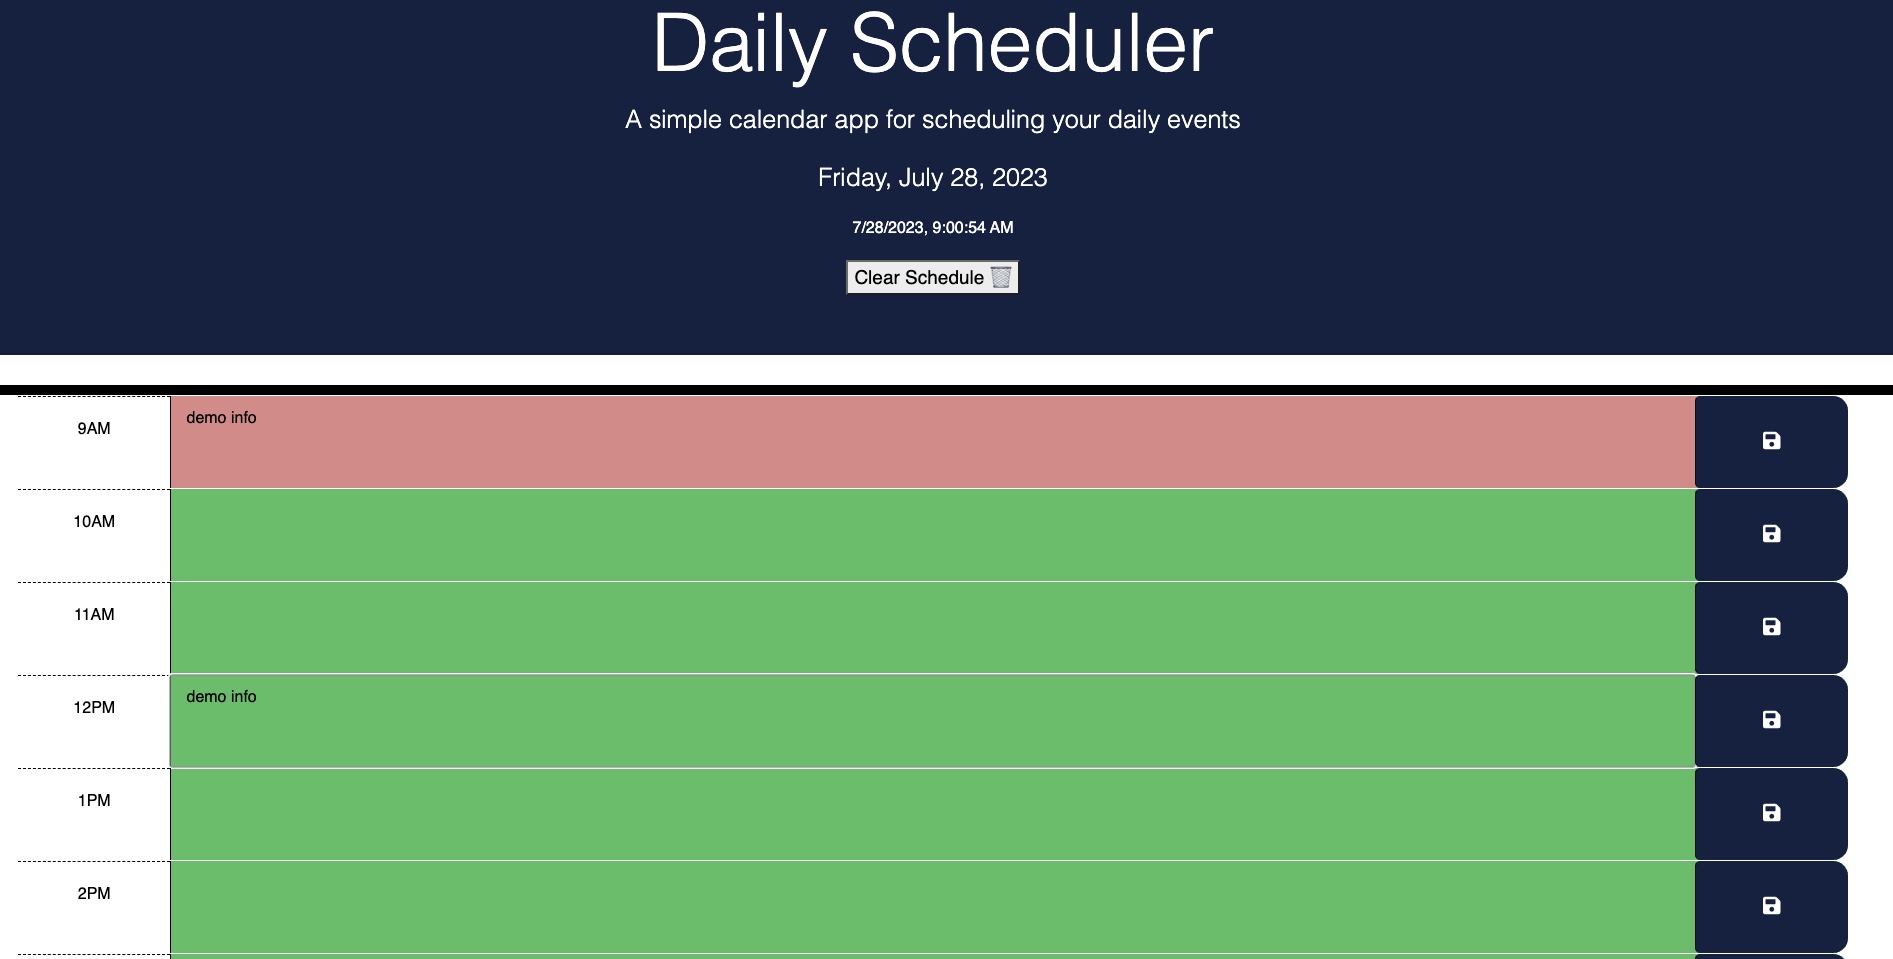 Daily Scheduler
A simple calendar app for scheduling your daily events
Friday, July 28, 2023
7/28/2023, 9:00:54 AM
Clear Schedule
9AM
demo info
10AM
11AM
12PM
demo info
1PM
2PM